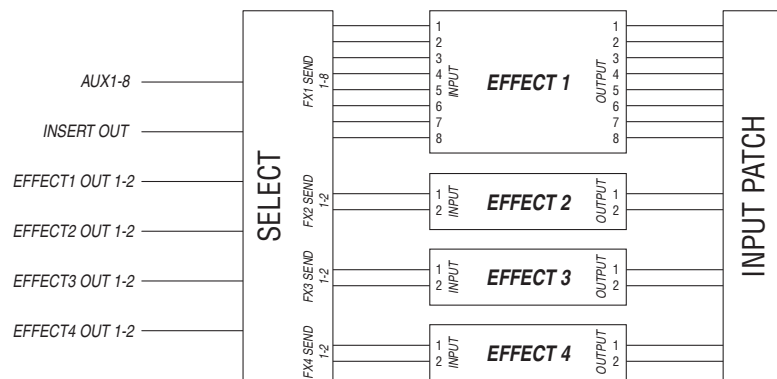 AUX1-8
INSERT OUT
EFFECT1 OUT 1-2
EFFECT2 OUT 1-2
EFFECT3 OUT 1-2
EFFECT4 OUT 1-2
SELECT
FX1 SEND
1-8
FX2 SEND
1-2
FX3 SEND
1-2
FX4 SEND
1-2
1
2
3
4
5
6
7
8
INPUT
EFFECT 1
OUTPUT
1
2
3
4
5
6
7
8
1
2
INPUT
EFFECT 2
OUTPUT
1
2
1
2
INPUT
EFFECT 3
OUTPUT
1
2
1
2
INPUT
EFFECT 4
OUTPUT
1
2
INPUT PATCH